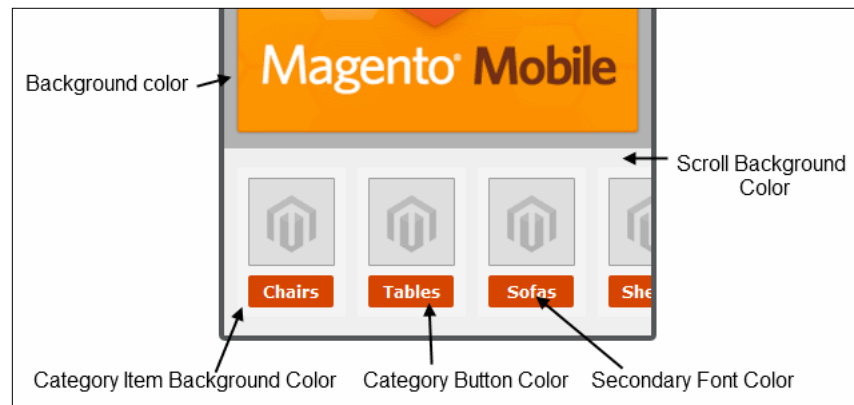 Magento® Mobile
Background color
Scroll Background
Color
Chairs
Tables
Sofas
She
Category Item Background Color
Category Button Color
Secondary Font Color